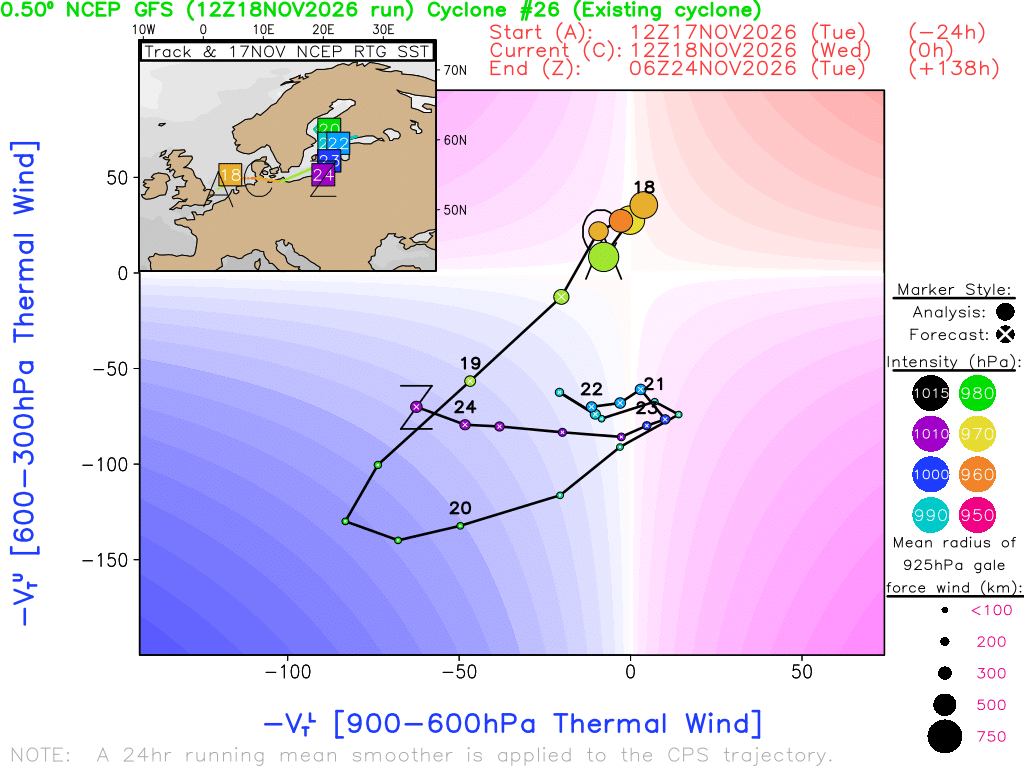 0.50º NCEP GFS (12Z18NOV2026 run) Cyclone #26 (Existing cyclone)
Start (A): 12Z17NOV2026 (Tue) (−24h)
Current (C): 12Z18NOV2026 (Wed) (0h)
End (Z): 06Z24NOV2026 (Tue) (+138h)
10W 0 10E 20E 30E
Track & 17NOV NCEP RTG SST
70N
60N
50N
20
22
23
18
24
A
C
Z
−VTU [600−300hPa Thermal Wind]
50
0
−50
−100
−150
18
19
20
21
22
23
24
A
C
Z
−100 −50 0 50
−VTL [900−600hPa Thermal Wind]
Marker Style:
Analysis:
Forecast:
Intensity (hPa):
1015 980
1010 970
1000 960
990 950
Mean radius of
925hPa gale
force wind (km):
<100
200
300
500
750
NOTE: A 24hr running mean smoother is applied to the CPS trajectory.